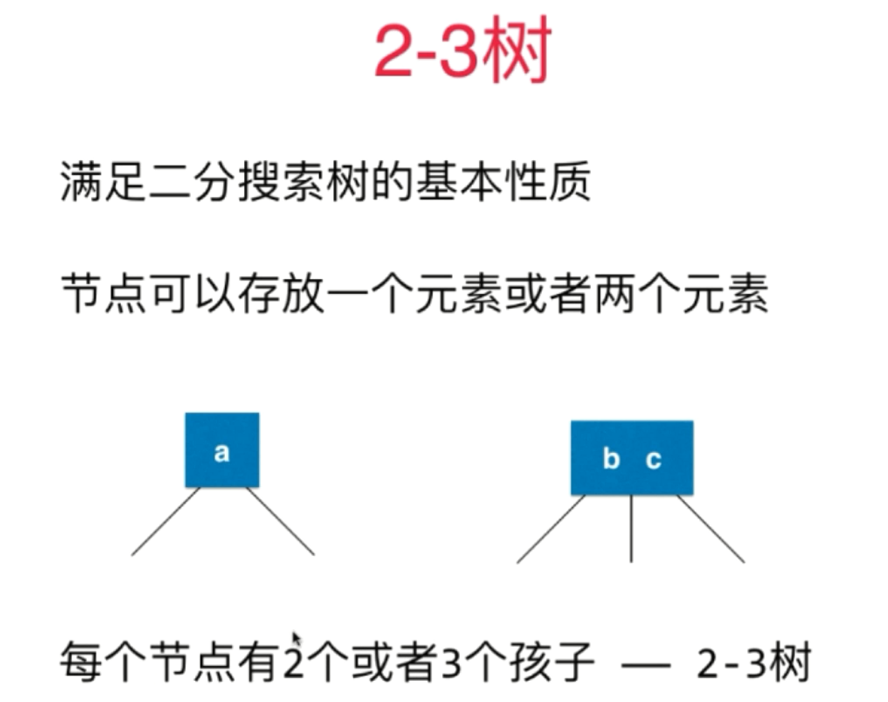 2-3树
满足二分搜索树的基本性质
节点可以存放一个元素或者两个元素
a
b c
每个节点有2个或者3个孩子 — 2-3树